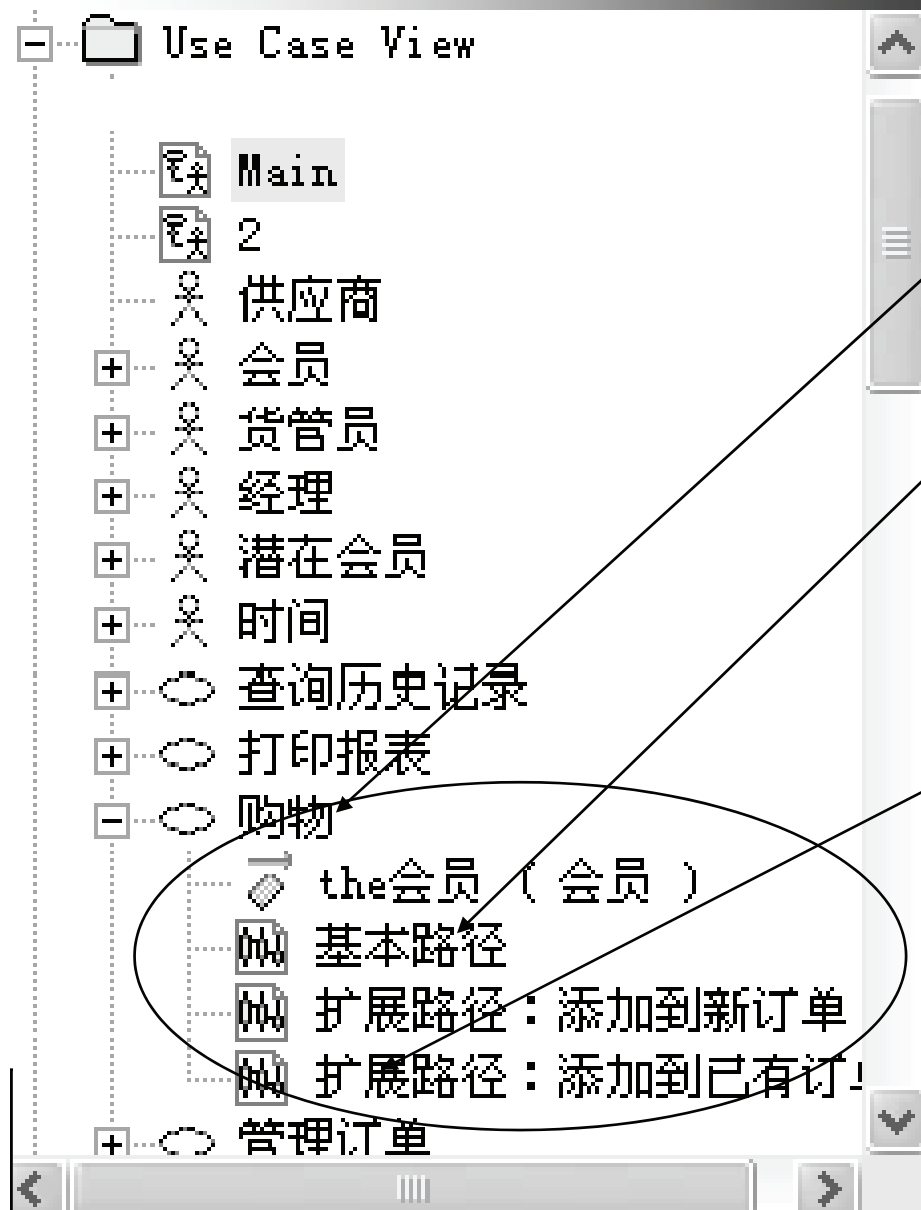 Use Case View
Main
2
供应商
会员
货管员
经理
潜在会员
时间
查询历史记录
打印报表
购物
the会员 ( 会员 )
基本路径
扩展路径：添加到新订单
扩展路径：添加到已有订
管理订单